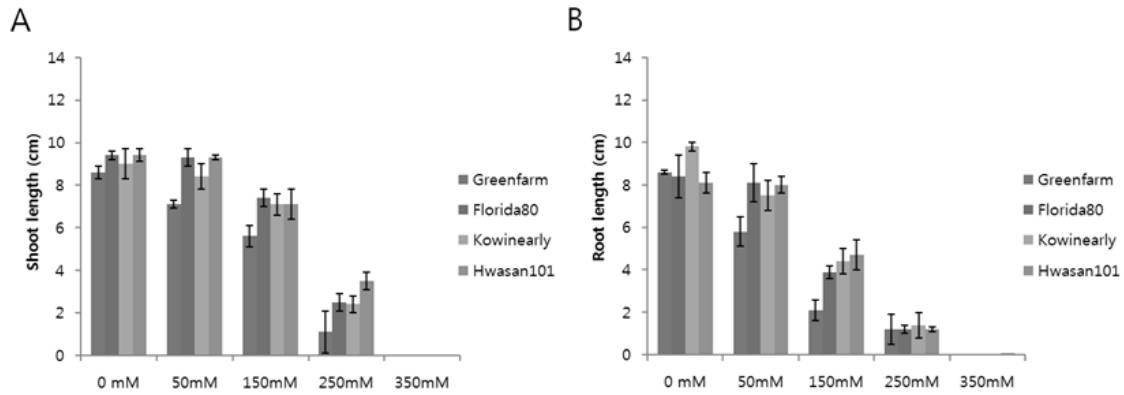 A
Shoot length (cm)
14
12
10
8
6
4
2
0
0 mM 50mM 150mM 250mM 350mM
Greenfarm
Florida80
Kowinearly
Hwasan101
B
Root length (cm)
14
12
10
8
6
4
2
0
0 mM 50mM 150mM 250mM 350mM
Greenfarm
Florida80
Kowinearly
Hwasan101